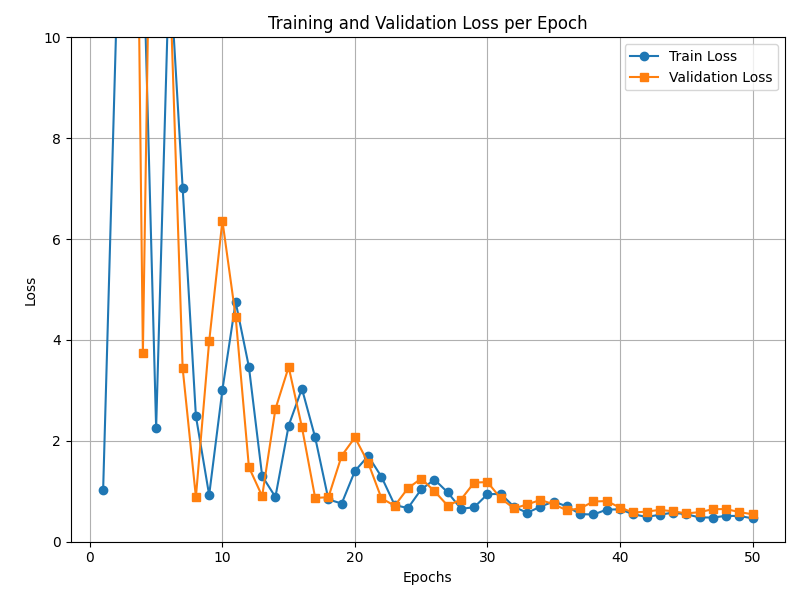 Training and Validation Loss per Epoch
10
8
6
4
2
0
Loss
Train Loss
Validation Loss
0 10 20 30 40 50
Epochs